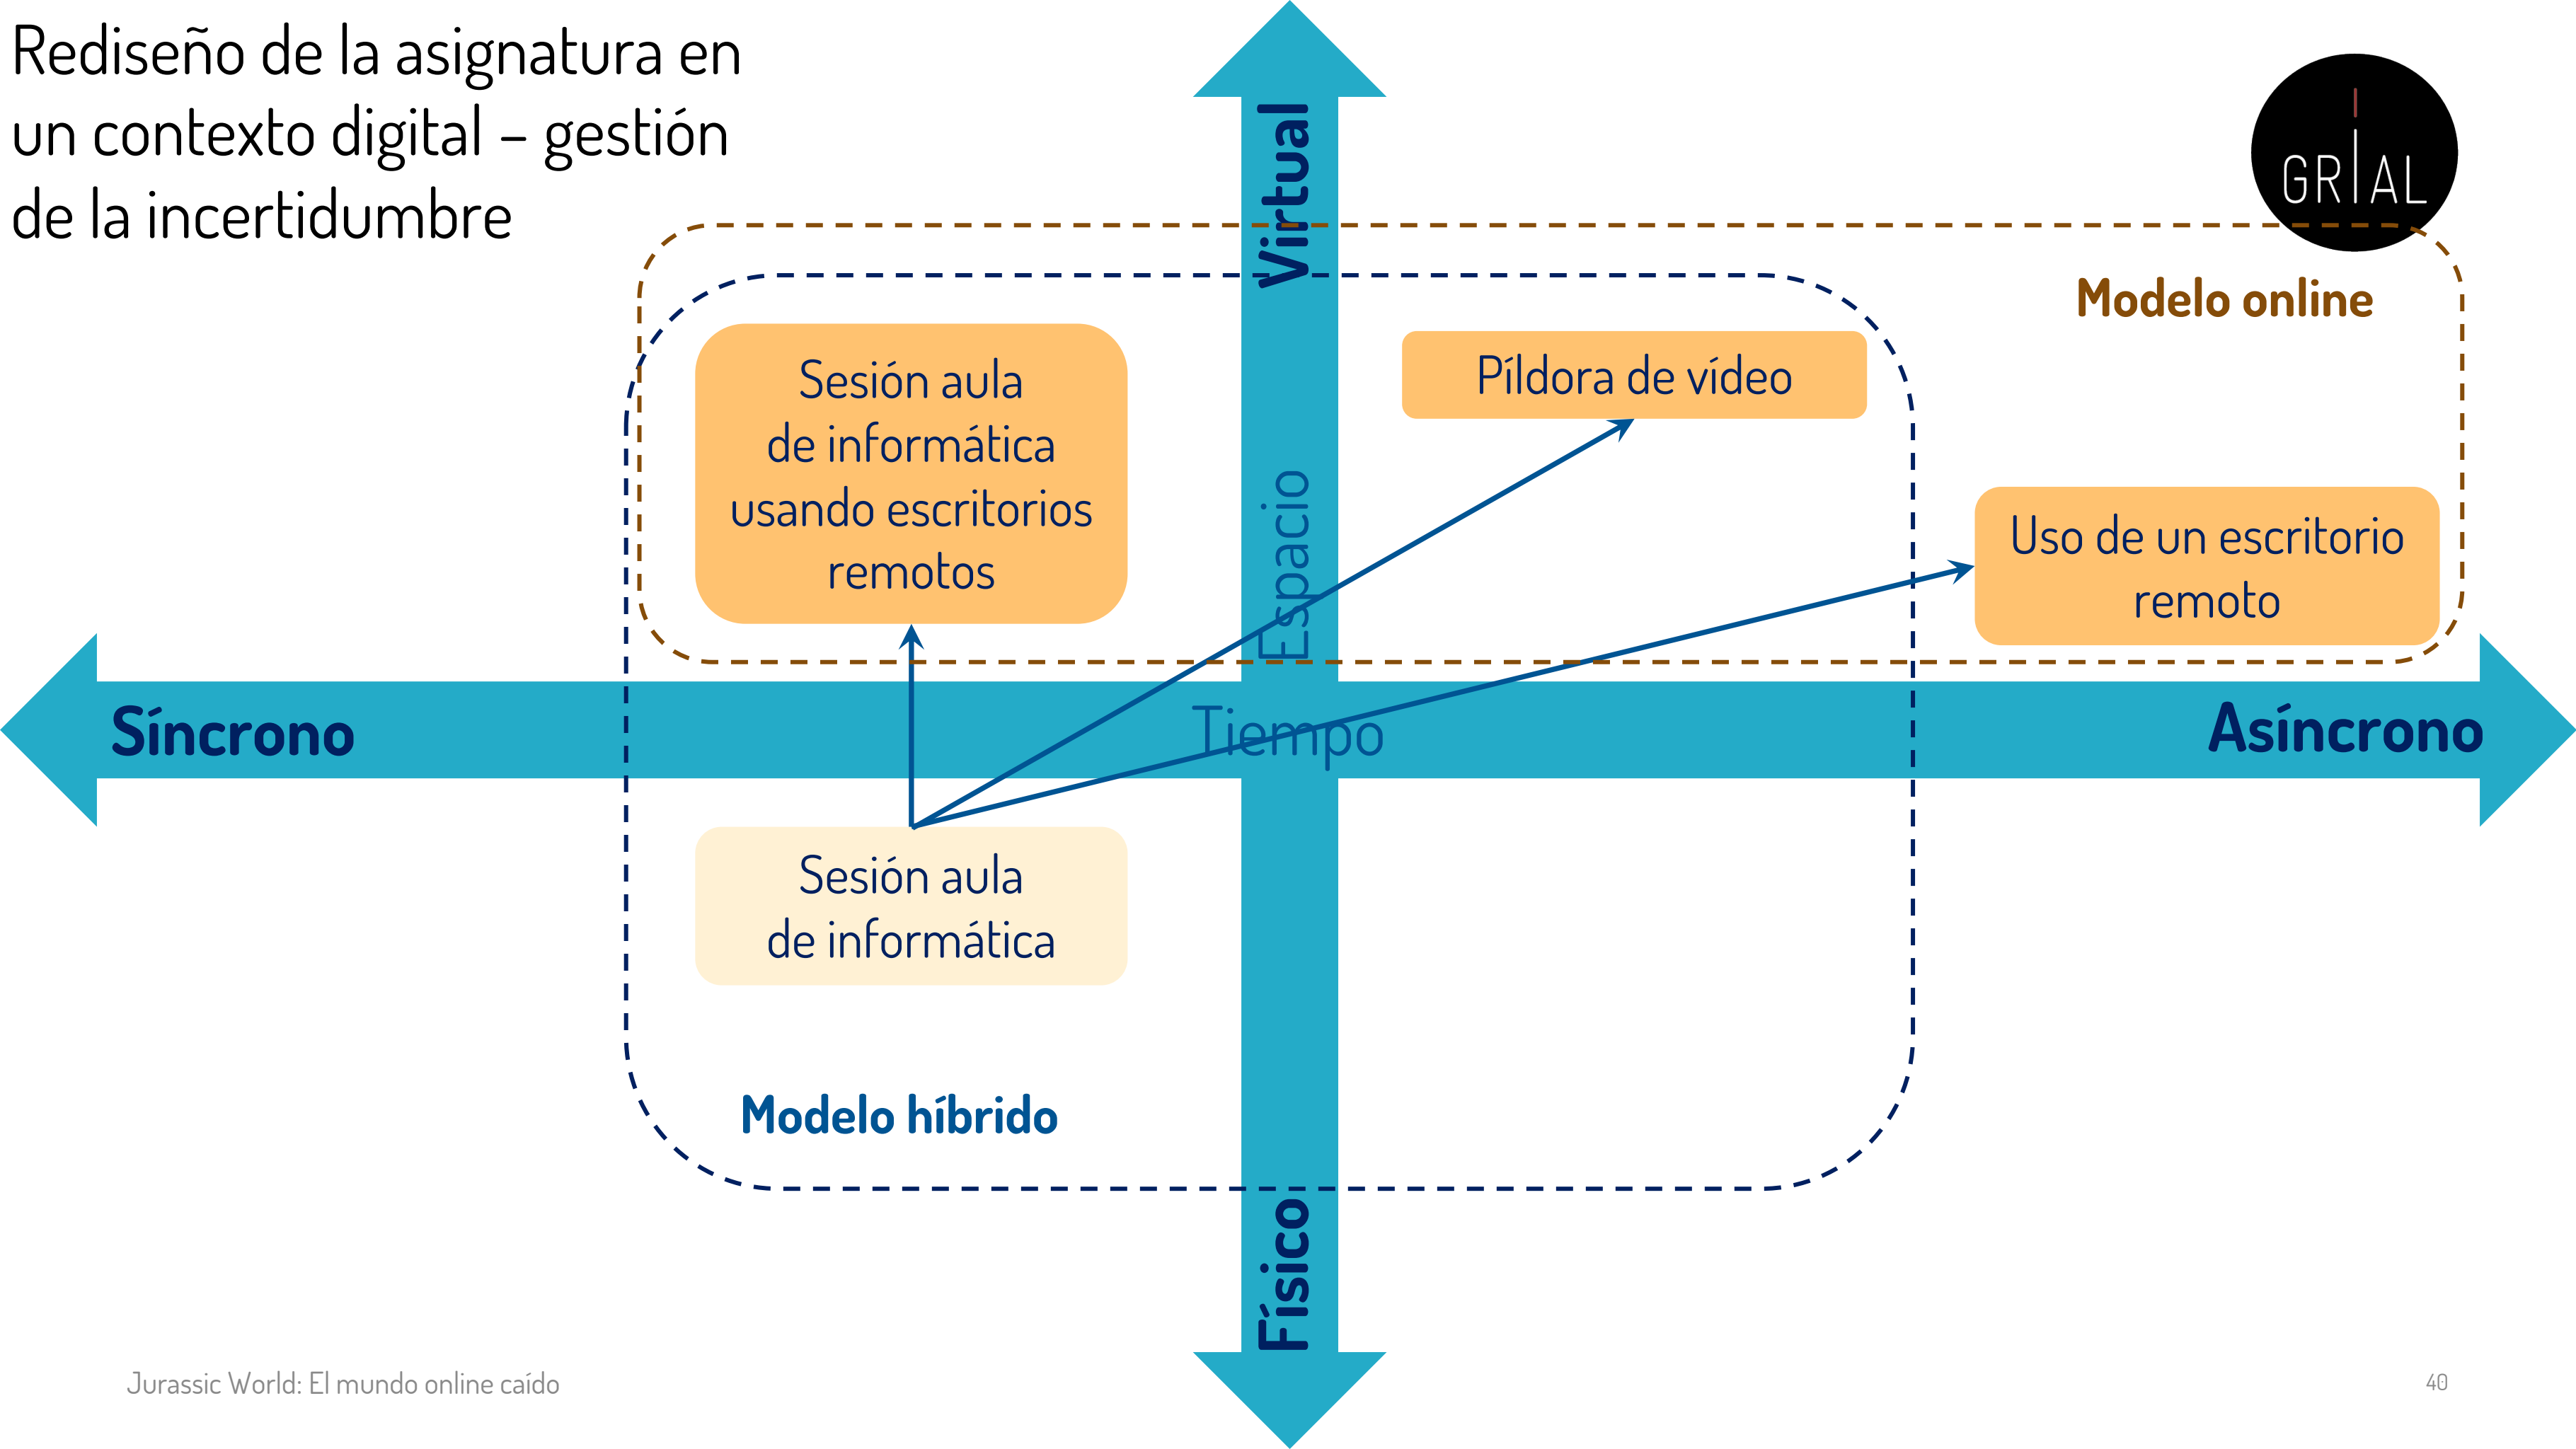 Rediseño de la asignatura en
un contexto digital – gestión
de la incertidumbre
GRIAL
Virtual
Modelo online
Sesión aula
de informática
usando escritorios
remotos
Píldora de vídeo
Espacio
Uso de un escritorio
remoto
Síncrono
Tiempo
Asíncrono
Sesión aula
de informática
Modelo híbrido
Físico
Jurassic World: El mundo online caído
40